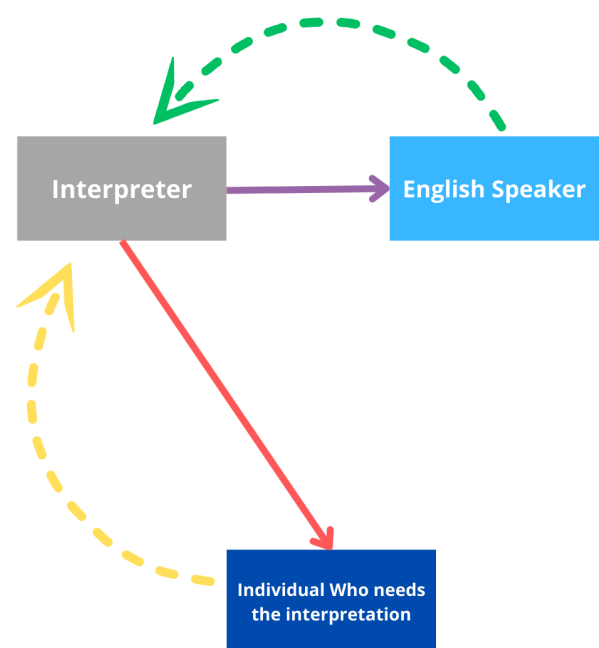 Interpreter
English Speaker
Individual Who needs
the interpretation